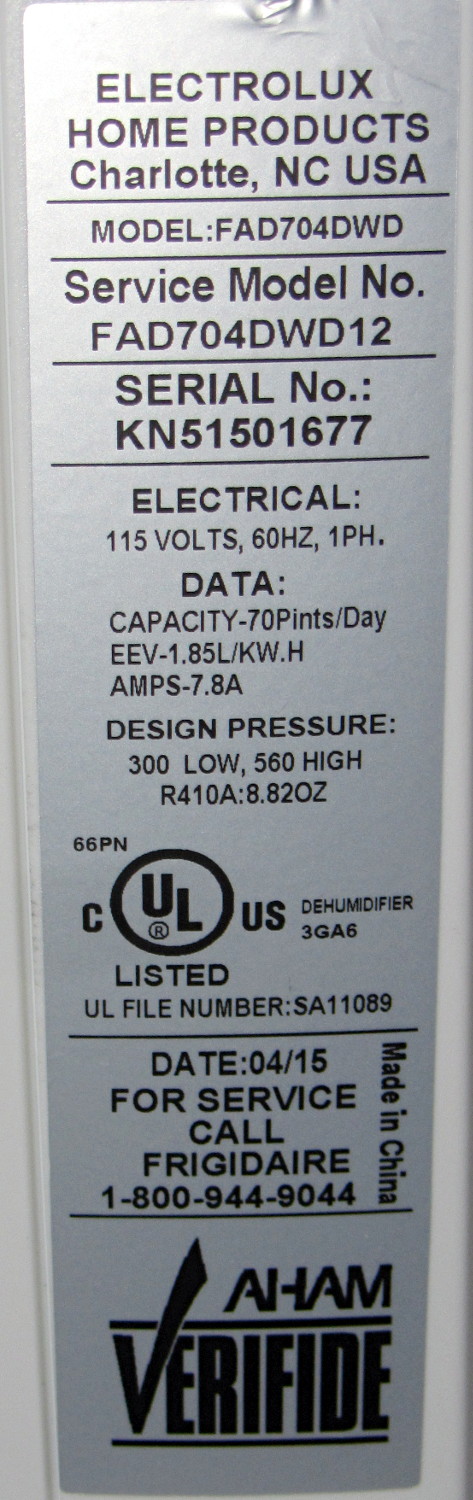 ELECTROLUX
HOME PRODUCTS
Charlotte, NC USA
MODEL:FAD704DWD
Service Model No.
FAD704DWD12
SERIAL No.:
KN51501677
ELECTRICAL:
115 VOLTS, 60HZ, 1PH.
DATA:
CAPACITY-70Pints/Day
EEV-1.85L/KW.H
AMPS-7.8A
DESIGN PRESSURE:
300 LOW, 560 HIGH
R410A:8.82OZ
66PN
C UL ® US
DEHUMIDIFIER
3GA6
LISTED
UL FILE NUMBER:SA11089
DATE:04/15
FOR SERVICE
CALL
FRIGIDAIRE
1-800-944-9044
Made in China
AHAM
VERIFIDE